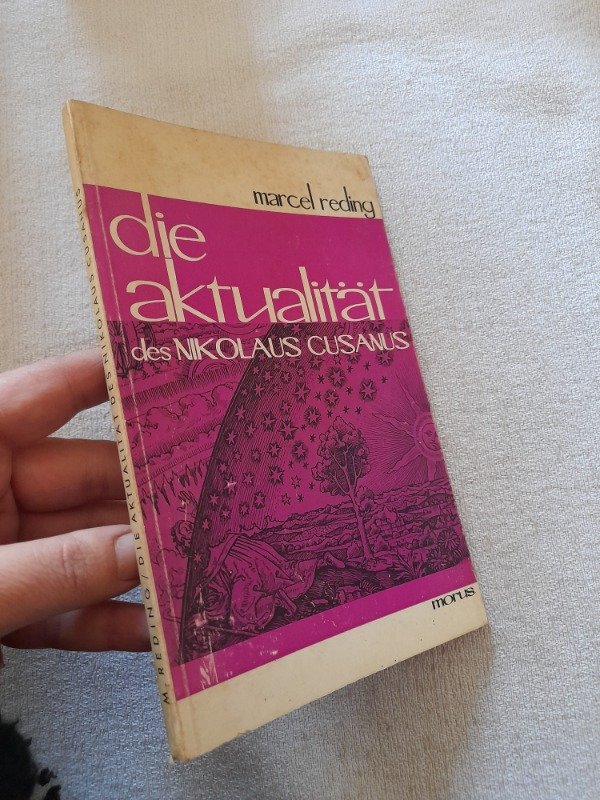 marcel reding
die
aktualität
des NIKOLAUS CUSANUS
morus
M. REDING / DIE AKTUALITÄT DES NIKOLAUS CUSANUS